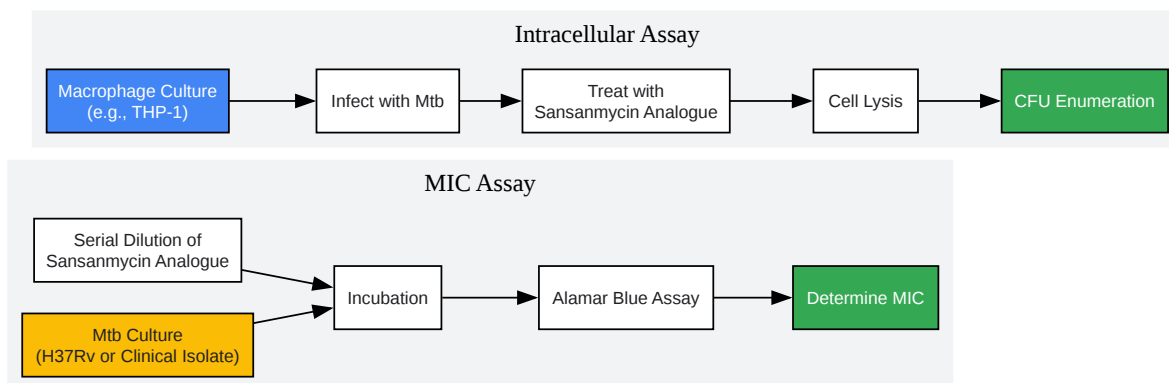 Intracellular Assay
Macrophage Culture
(e.g., THP-1)
Infect with Mtb
Treat with
Sansanmycin Analogue
Cell Lysis
CFU Enumeration
MIC Assay
Serial Dilution of
Sansanmycin Analogue
Mtb Culture
(H37Rv or Clinical Isolate)
Incubation
Alamar Blue Assay
Determine MIC